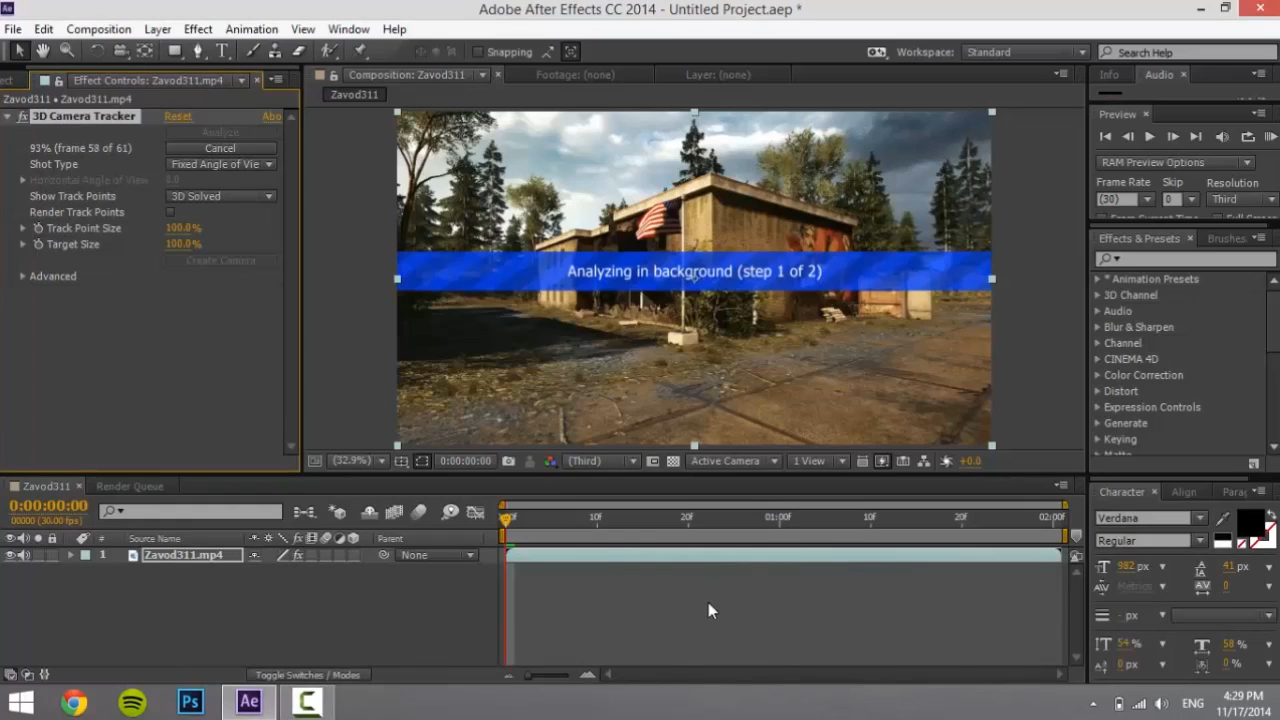 Ae
Adobe After Effects CC 2014 - Untitled Project.aep *
File Edit Composition Layer Effect Animation View Window Help
Snapping
Workspace: Standard
Search Help
Effect Controls: Zavod311.mp4
Composition: Zavod311
Footage: (none)
Layer: (none)
Info Audio
Zavod311 • Zavod311.mp4
Zavod311
fx 3D Camera Tracker Reset Abo
Analyze
93% (frame 58 of 61) Cancel
Shot Type Fixed Angle of Vie
Horizontal Angle of View 0.0
Show Track Points 3D Solved
Render Track Points
Track Point Size 100.0%
Target Size 100.0%
Create Camera
Advanced
Analyzing in background (step 1 of 2)
Preview
RAM Preview Options
Frame Rate Skip Resolution
(30) 0 Third
Effects & Presets Brushes
* Animation Presets
3D Channel
Audio
Blur & Sharpen
Channel
CINEMA 4D
Color Correction
Distort
Expression Controls
Generate
Keying
(32.9%) 0:00:00:00 (Third) Active Camera 1 View +0.0
Zavod311 Render Queue
0:00:00:00
00000 (30.00 fps)
10f 20f 01:00f 10f 20f 02:00f
# Source Name Parent
1 Zavod311.mp4 fx None
Toggle Switches / Modes
Character Align Para
Verdana
Regular
982 px 41 px
Metrics 0
- px
54 % 58 %
0 px 0 %
Ps Ae C
ENG
4:29 PM
11/17/2014